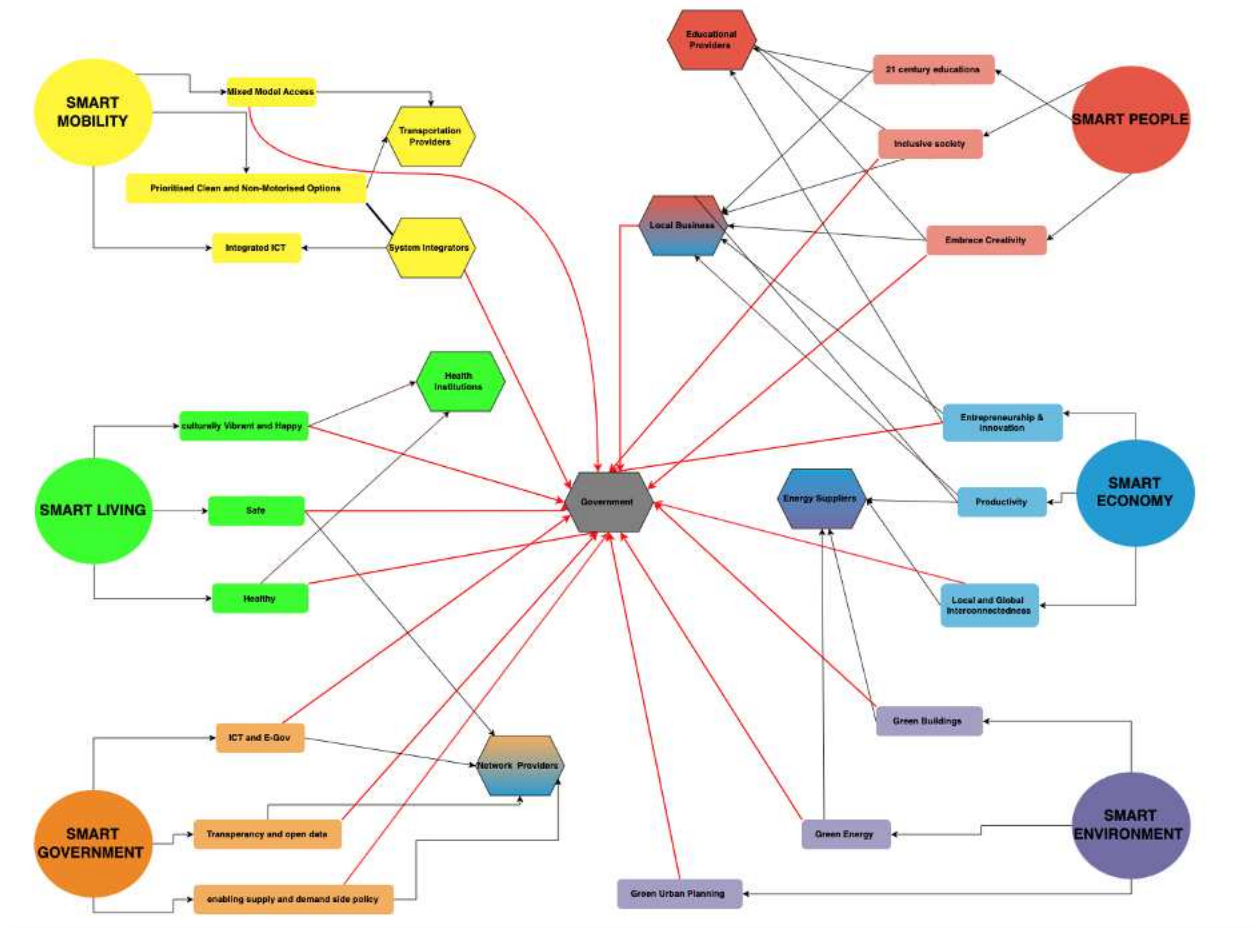 SMART
MOBILITY
Mixed Model Access
Transportation
Providers
Prioritised Clean and Non-Motorised Options
Integrated ICT
System Integrators
Educational
Providers
21 century educations
SMART PEOPLE
Inclusive society
Local Business
Embrace Creativity
Health
Institutions
culturally Vibrant and Happy
SMART LIVING
Safe
Healthy
Government
Entrepreneurship &
innovation
SMART
ECONOMY
Energy Suppliers
Productivity
Local and Global
Interconnectedness
ICT and E-Gov
Network Providers
SMART
GOVERNMENT
Transperancy and open data
enabling supply and demand side policy
Green Buildings
SMART
ENVIRONMENT
Green Energy
Green Urban Planning